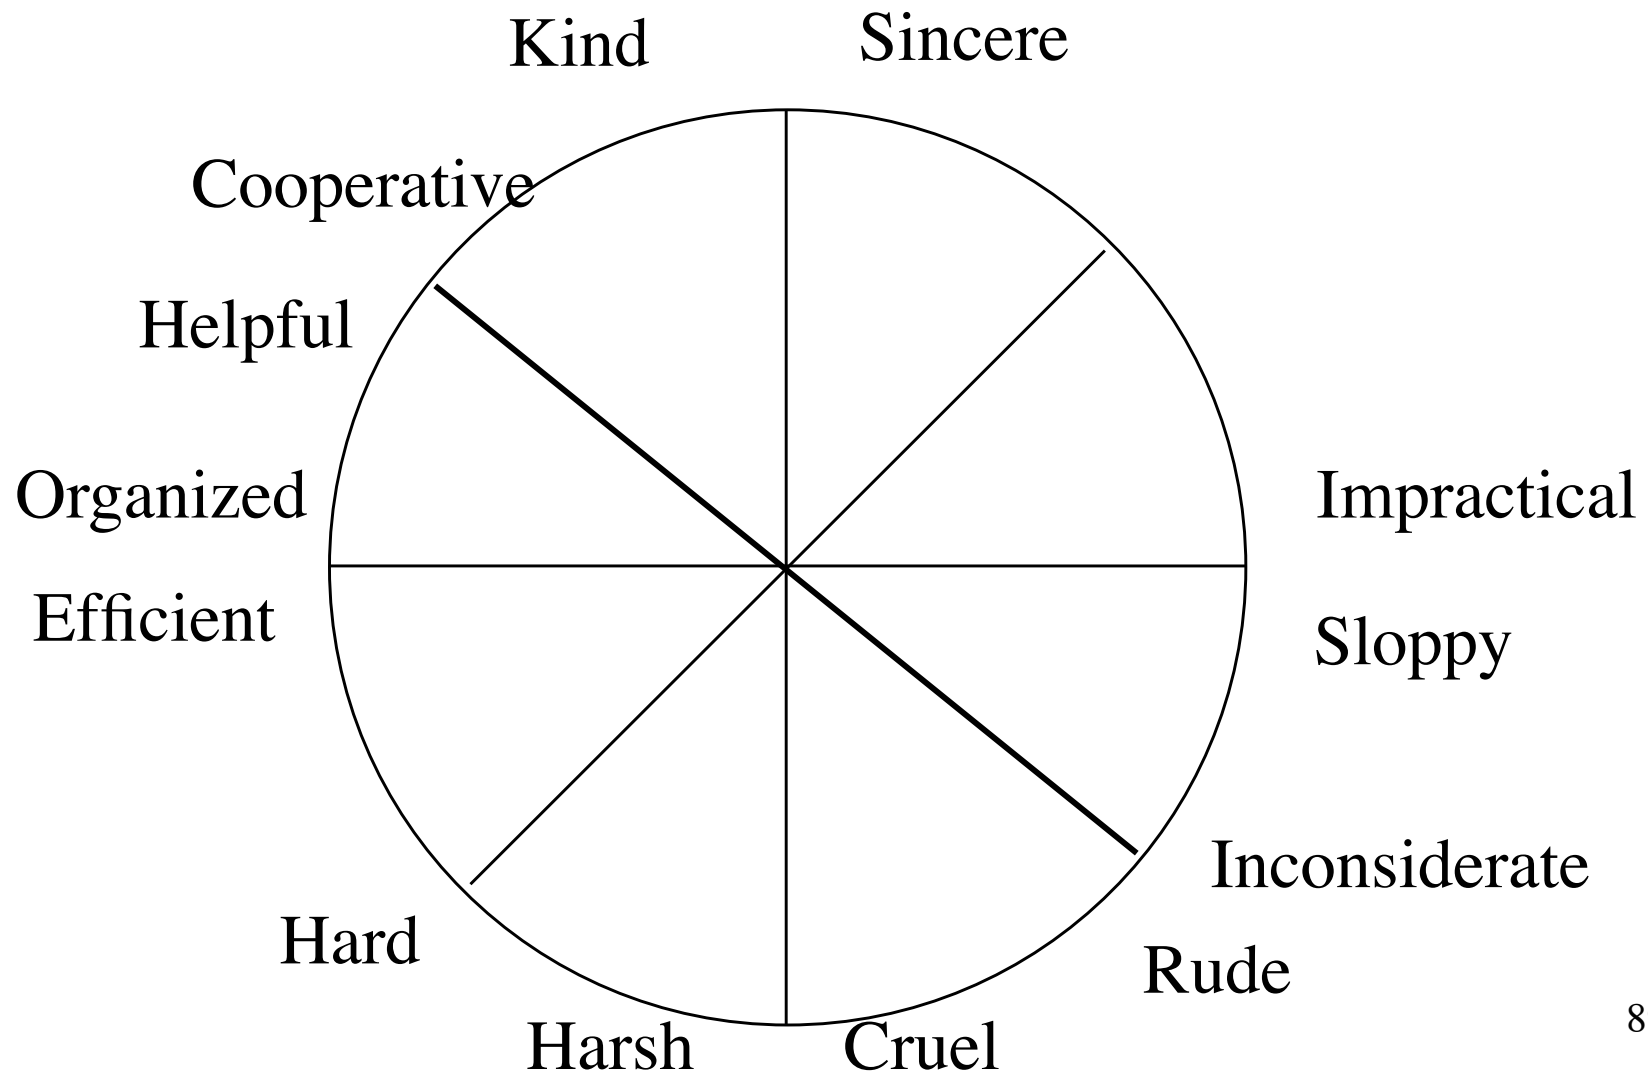 Kind
Sincere
Cooperative
Helpful
Organized
Impractical
Efficient
Sloppy
Inconsiderate
Hard
Rude
8
Harsh
Cruel